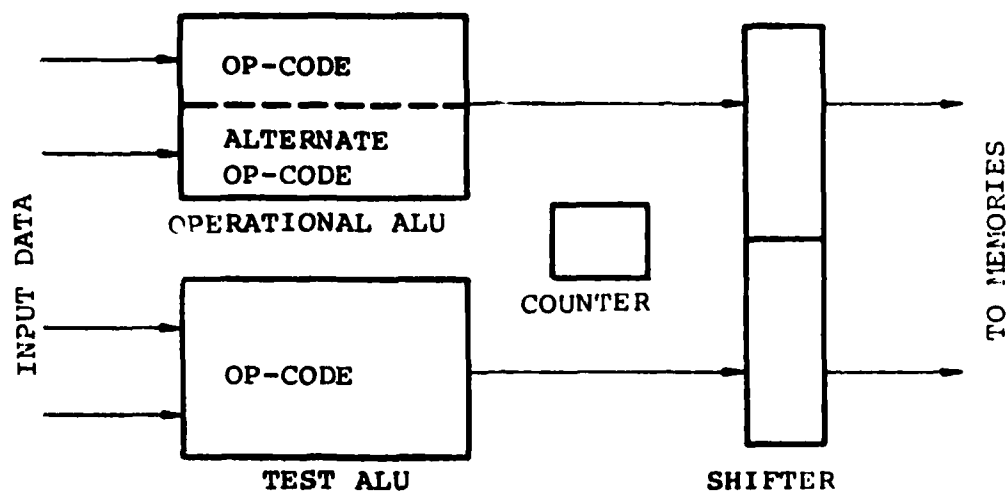 OP-CODE
ALTERNATE
OP-CODE
OPERATIONAL ALU
INPUT DATA
COUNTER
TO MEMORIES
OP-CODE
TEST ALU
SHIFTER